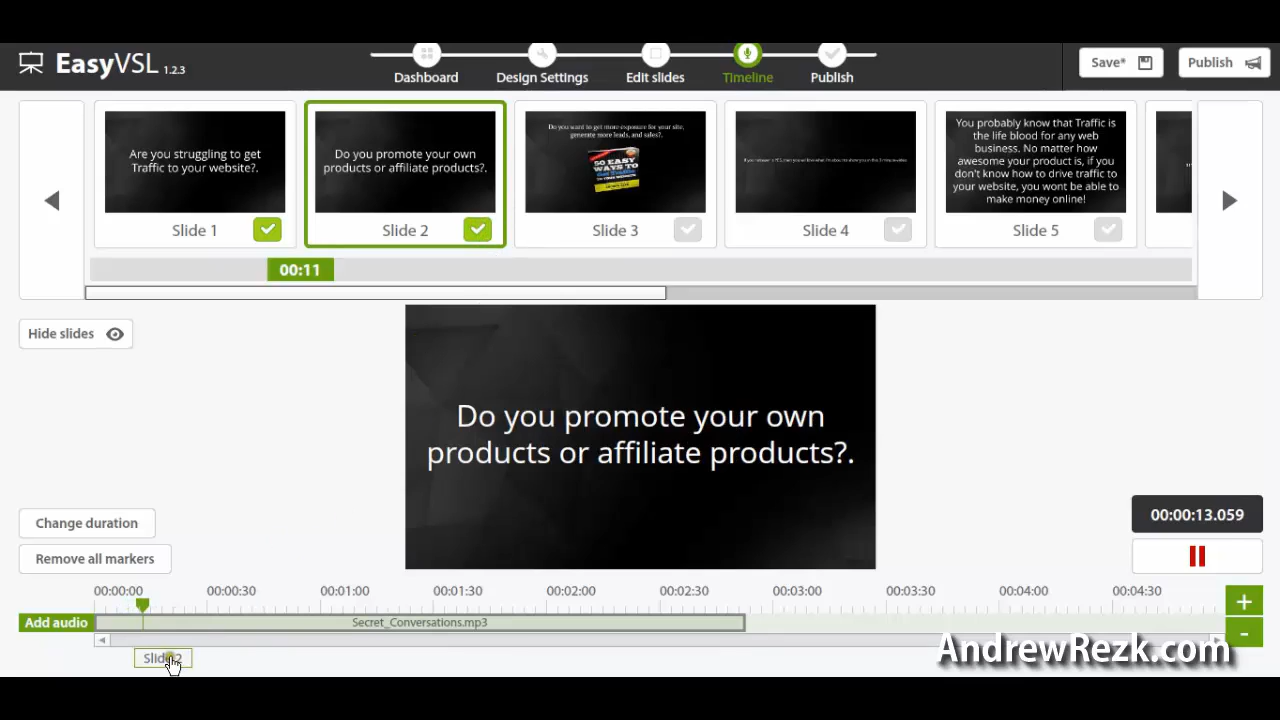 EasyVSL 1.2.3
Dashboard
Design Settings
Edit slides
Timeline
Publish
Save*
Publish
Are you struggling to get
Traffic to your website?.
Slide 1
Do you promote your own
products or affiliate products?.
Slide 2
Do you want to get more exposure for your site,
generate more leads, and sales?.
50 EASY
WAYS TO
Slide 3
Slide 4
You probably know that Traffic is
the life blood for any web
business. No matter how
awesome your product is, if you
don't know how to drive traffic to
your website, you wont be able to
make money online!
Slide 5
00:11
Hide slides
Do you promote your own
products or affiliate products?.
Change duration
Remove all markers
00:00:13.059
00:00:00 00:00:30 00:01:00 00:01:30 00:02:00 00:02:30 00:03:00 00:03:30 00:04:00 00:04:30
+
Add audio
Secret_Conversations.mp3
-
Slide 2
AndrewRezk.com